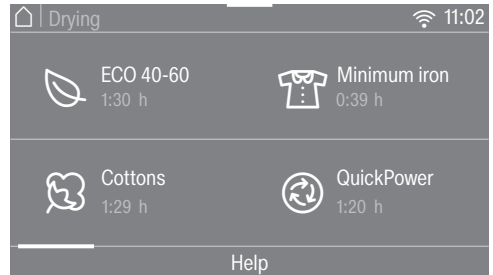 Drying 11:02
ECO 40-60
1:30 h
Minimum iron
0:39 h
Cottons
1:29 h
QuickPower
1:20 h
Help